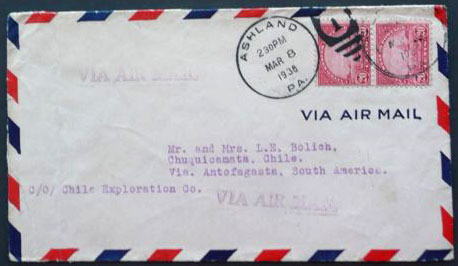 ASHLAND
2 30 PM
MAR 8
1938
PA.
VIA AIR MAIL
VIA AIR MAIL
Mr. and Mrs. L.E. Bolich,
Chuquicamata, Chile.
Via. Antofagasta, South America.
c/o/ Chile Exploration Co.
VIA AIR MAIL